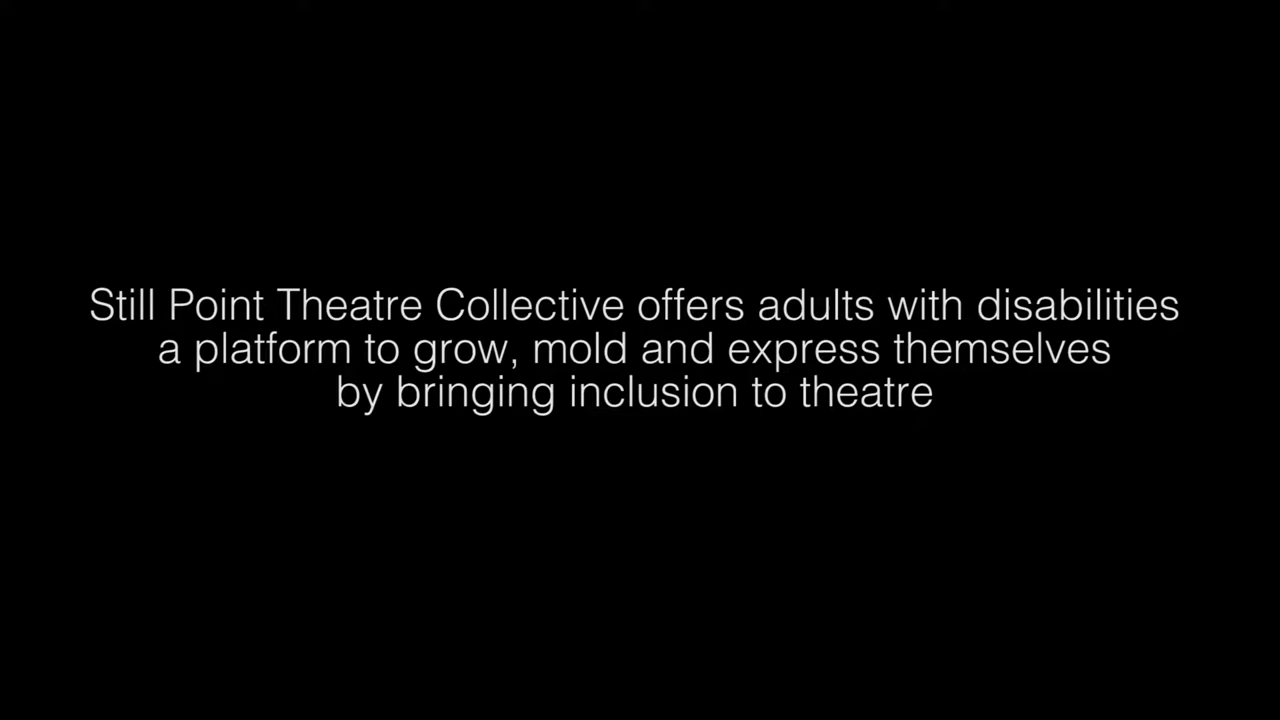 Still Point Theatre Collective offers adults with disabilities
a platform to grow, mold and express themselves
by bringing inclusion to theatre